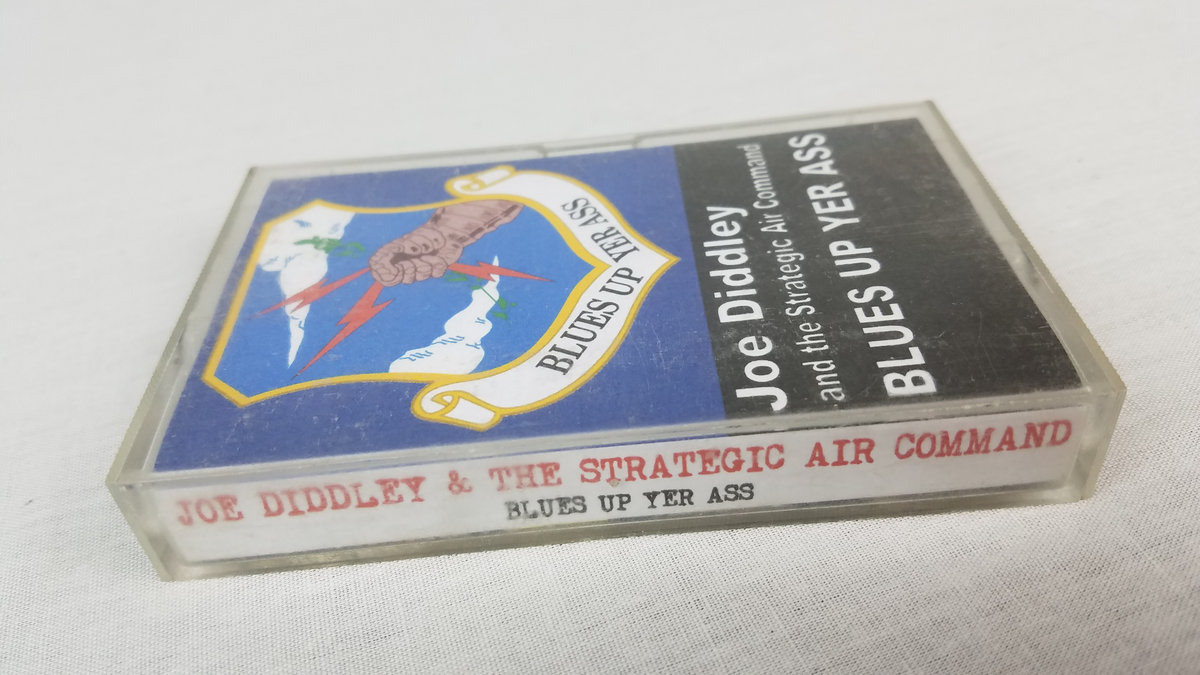 BLUES UP YER ASS
Joe Diddley
and the Strategic Air Command
BLUES UP YER ASS
JOE DIDDLEY & THE STRATEGIC AIR COMMAND
BLUES UP YER ASS